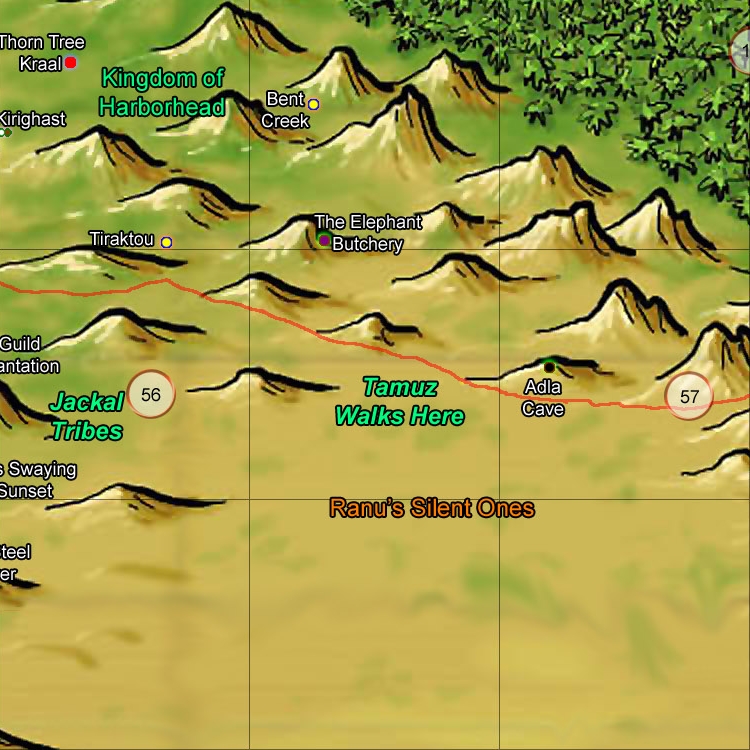 Thorn Tree
Kraal
Kingdom of
Harborhead
Bent
Creek
Kirighast
The Elephant
Butchery
Tiraktou
Guild
antation
56
Jackal
Tribes
Tamuz
Walks Here
Adla
Cave
57
s Swaying
Sunset
Ranu's Silent Ones
teel
er